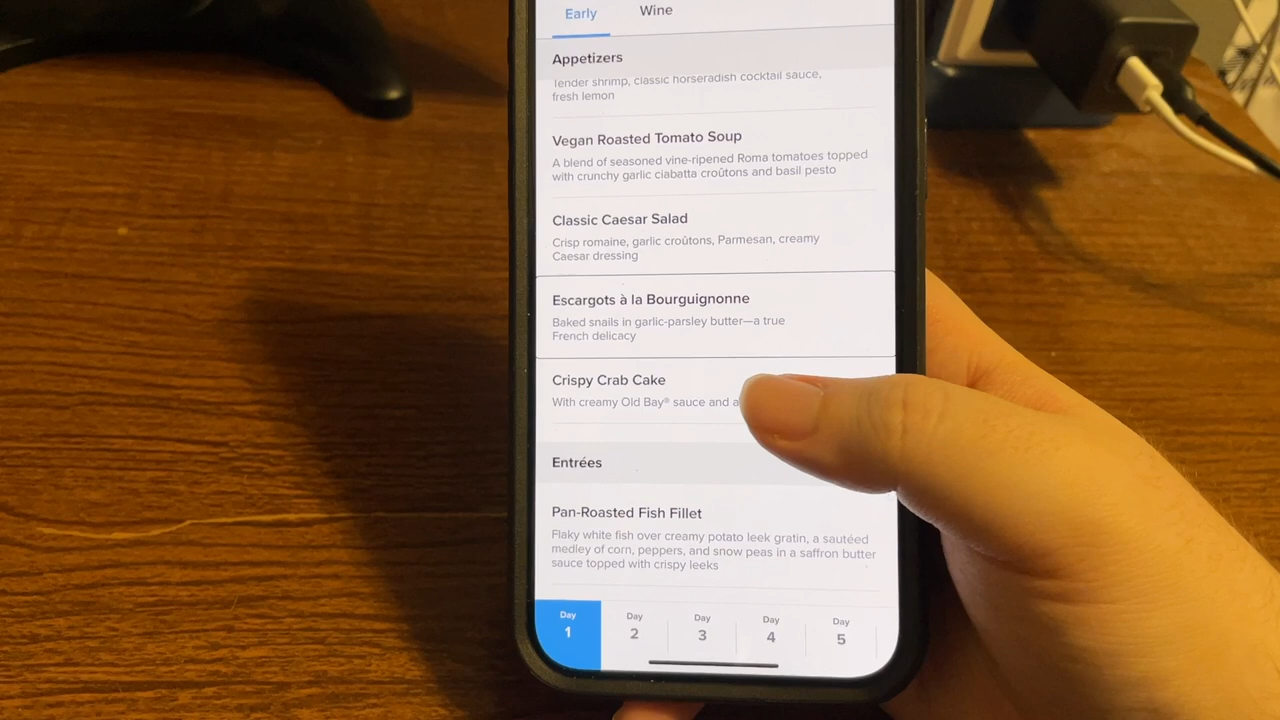 Early
Wine
Appetizers
Tender shrimp, classic horseradish cocktail sauce,
fresh lemon
Vegan Roasted Tomato Soup
A blend of seasoned vine-ripened Roma tomatoes topped
with crunchy garlic ciabatta croûtons and basil pesto
Classic Caesar Salad
Crisp romaine, garlic croûtons, Parmesan, creamy
Caesar dressing
Escargots à la Bourguignonne
Baked snails in garlic-parsley butter—a true
French delicacy
Crispy Crab Cake
With creamy Old Bay® sauce and
Entrées
Pan-Roasted Fish Fillet
Flaky white fish over creamy potato leek gratin, a sautéed
medley of corn, peppers, and snow peas in a saffron butter
sauce topped with crispy leeks
Day Day Day Day Day
1 2 3 4 5